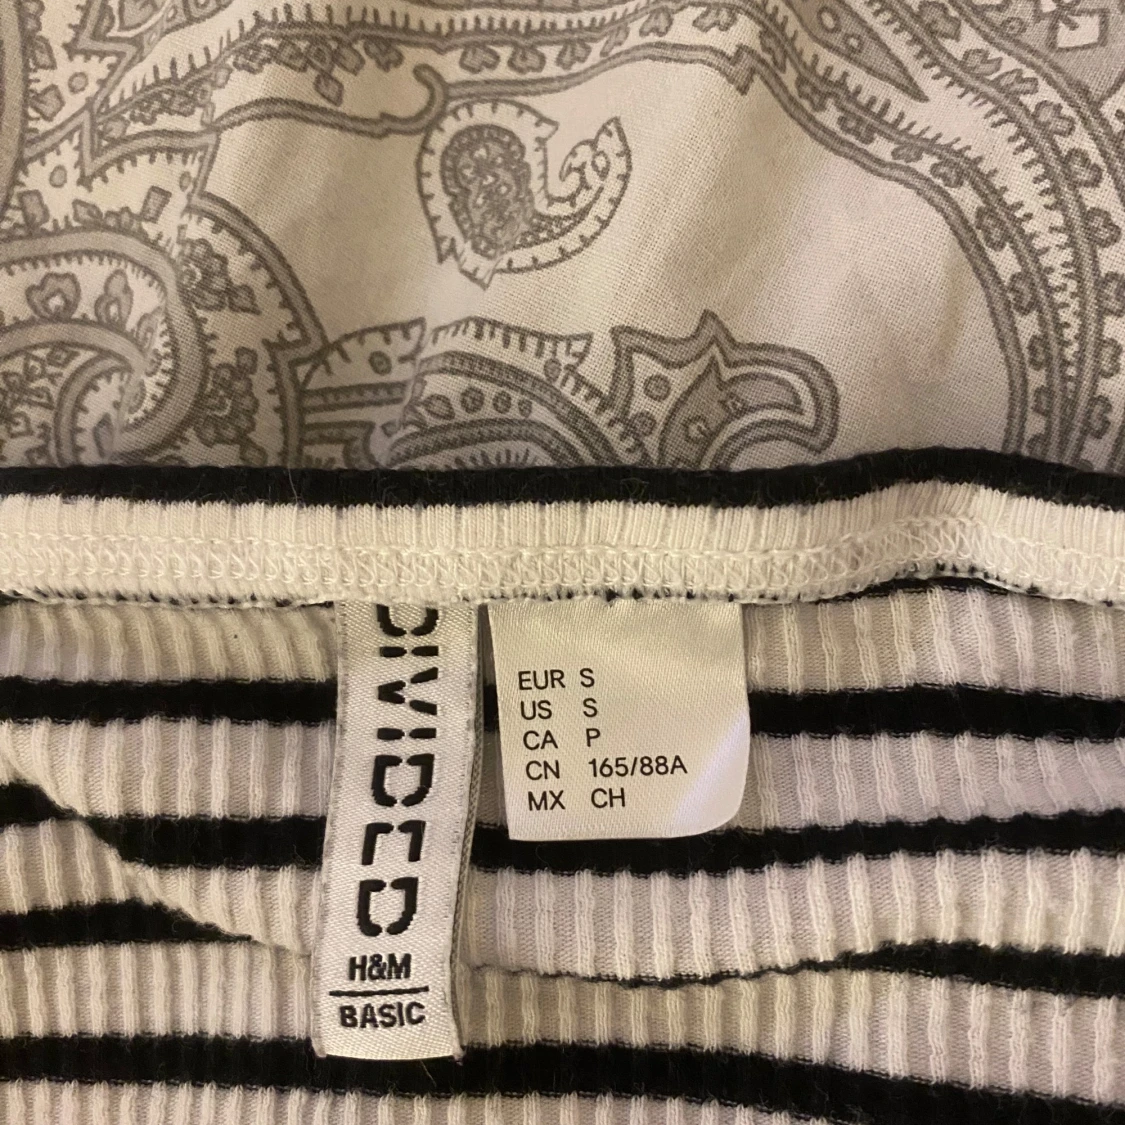 DIVIDED
H&M
BASIC
EUR S
US S
CA P
CN 165/88A
MX CH